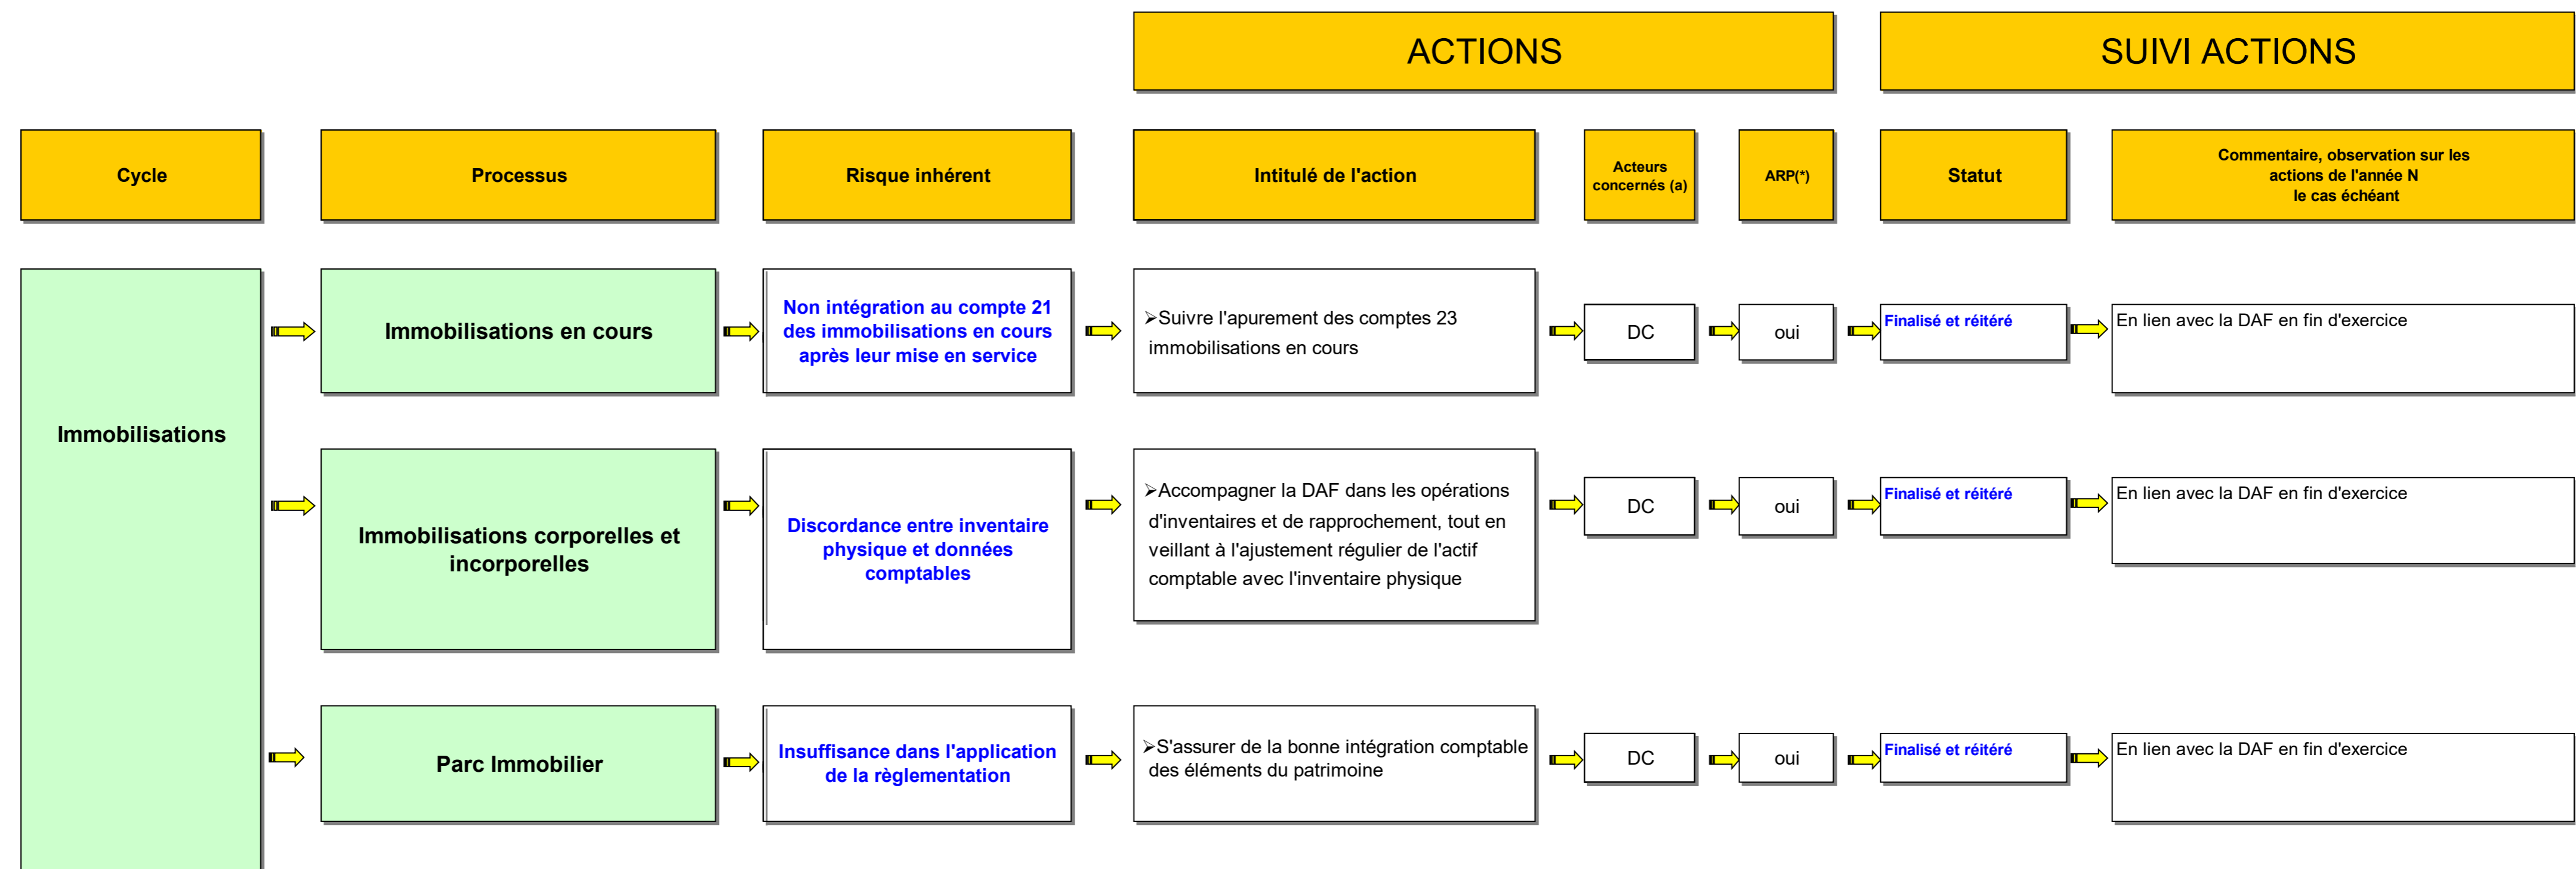 ACTIONS
SUIVI ACTIONS
Cycle
Processus
Risque inhérent
Intitulé de l'action
Acteurs
concernés (a)
ARP(*)
Statut
Commentaire, observation sur les
actions de l'année N
le cas échéant
Immobilisations
Immobilisations en cours
Non intégration au compte 21
des immobilisations en cours
après leur mise en service
➢Suivre l'apurement des comptes 23
immobilisations en cours
DC
oui
Finalisé et réitéré
En lien avec la DAF en fin d'exercice
Immobilisations corporelles et
incorporelles
Discordance entre inventaire
physique et données
comptables
➢Accompagner la DAF dans les opérations
d'inventaires et de rapprochement, tout en
veillant à l'ajustement régulier de l'actif
comptable avec l'inventaire physique
DC
oui
Finalisé et réitéré
En lien avec la DAF en fin d'exercice
Parc Immobilier
Insuffisance dans l'application
de la règlementation
➢S'assurer de la bonne intégration comptable
des éléments du patrimoine
DC
oui
Finalisé et réitéré
En lien avec la DAF en fin d'exercice